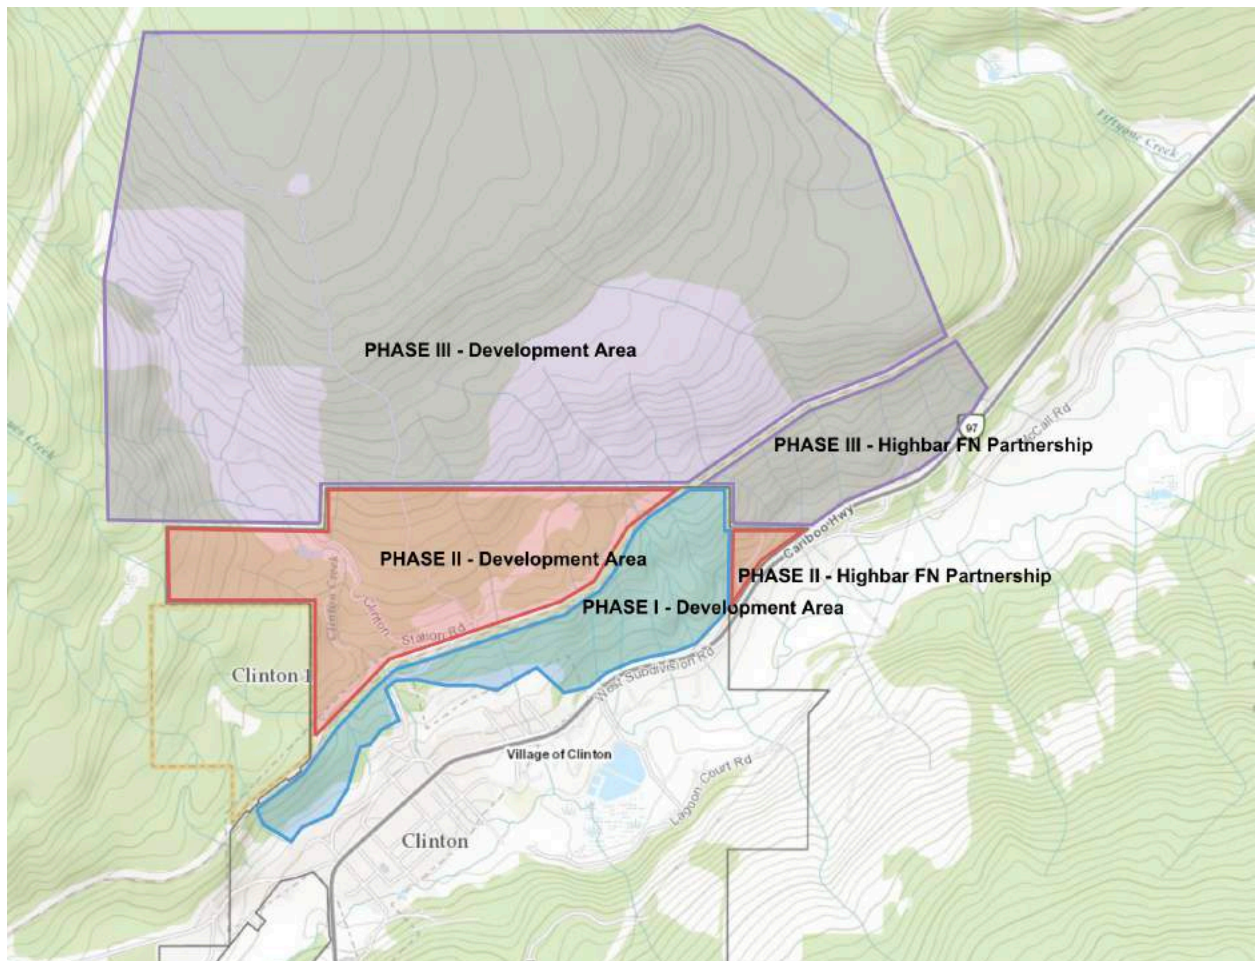 Fiftyone Creek
PHASE III - Development Area
97
McCall Rd
PHASE III - Highbar FN Partnership
Creek
Cariboo Hwy
PHASE II - Development Area
PHASE II - Highbar FN Partnership
Clinton Creek
Clinton
PHASE I - Development Area
Station Rd
Clinton 1
West Subdivision Rd
Village of Clinton
Lagoon Court Rd
Clinton